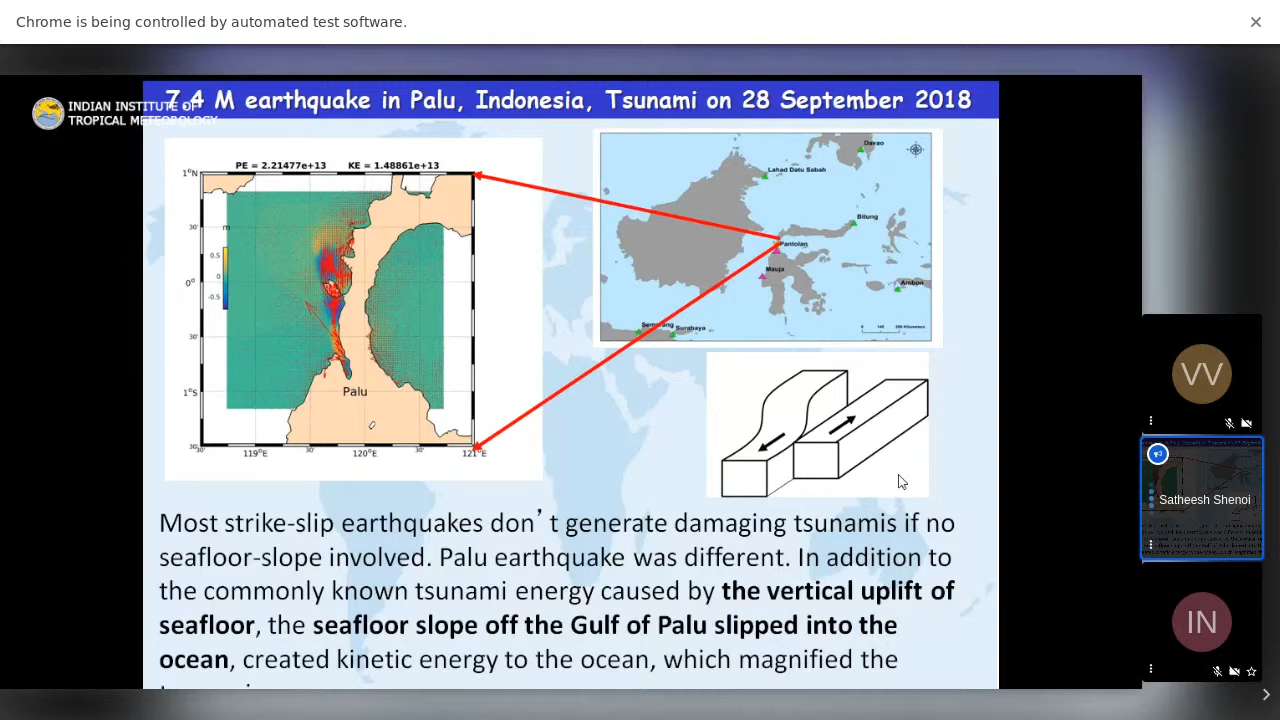 Chrome is being controlled by automated test software.
INDIAN INSTITUTE OF
TROPICAL METEOROLOGY
7.4 M earthquake in Palu, Indonesia, Tsunami on 28 September 2018
PE = 2.21477e+13 KE = 1.48861e+13
1°N
30'
0°
30'
1°S
30'
m
0.5
0
-0.5
Palu
30'
119°E
30'
120°E
30'
121°E
Davao
Lahad Datu Sabah
Bitung
Pantolan
Mauja
Ambon
Semarang
Surabaya
VV
Satheesh Shenoi
IN
Most strike-slip earthquakes don't generate damaging tsunamis if no
seafloor-slope involved. Palu earthquake was different. In addition to
the commonly known tsunami energy caused by the vertical uplift of
seafloor, the seafloor slope off the Gulf of Palu slipped into the
ocean, created kinetic energy to the ocean, which magnified the